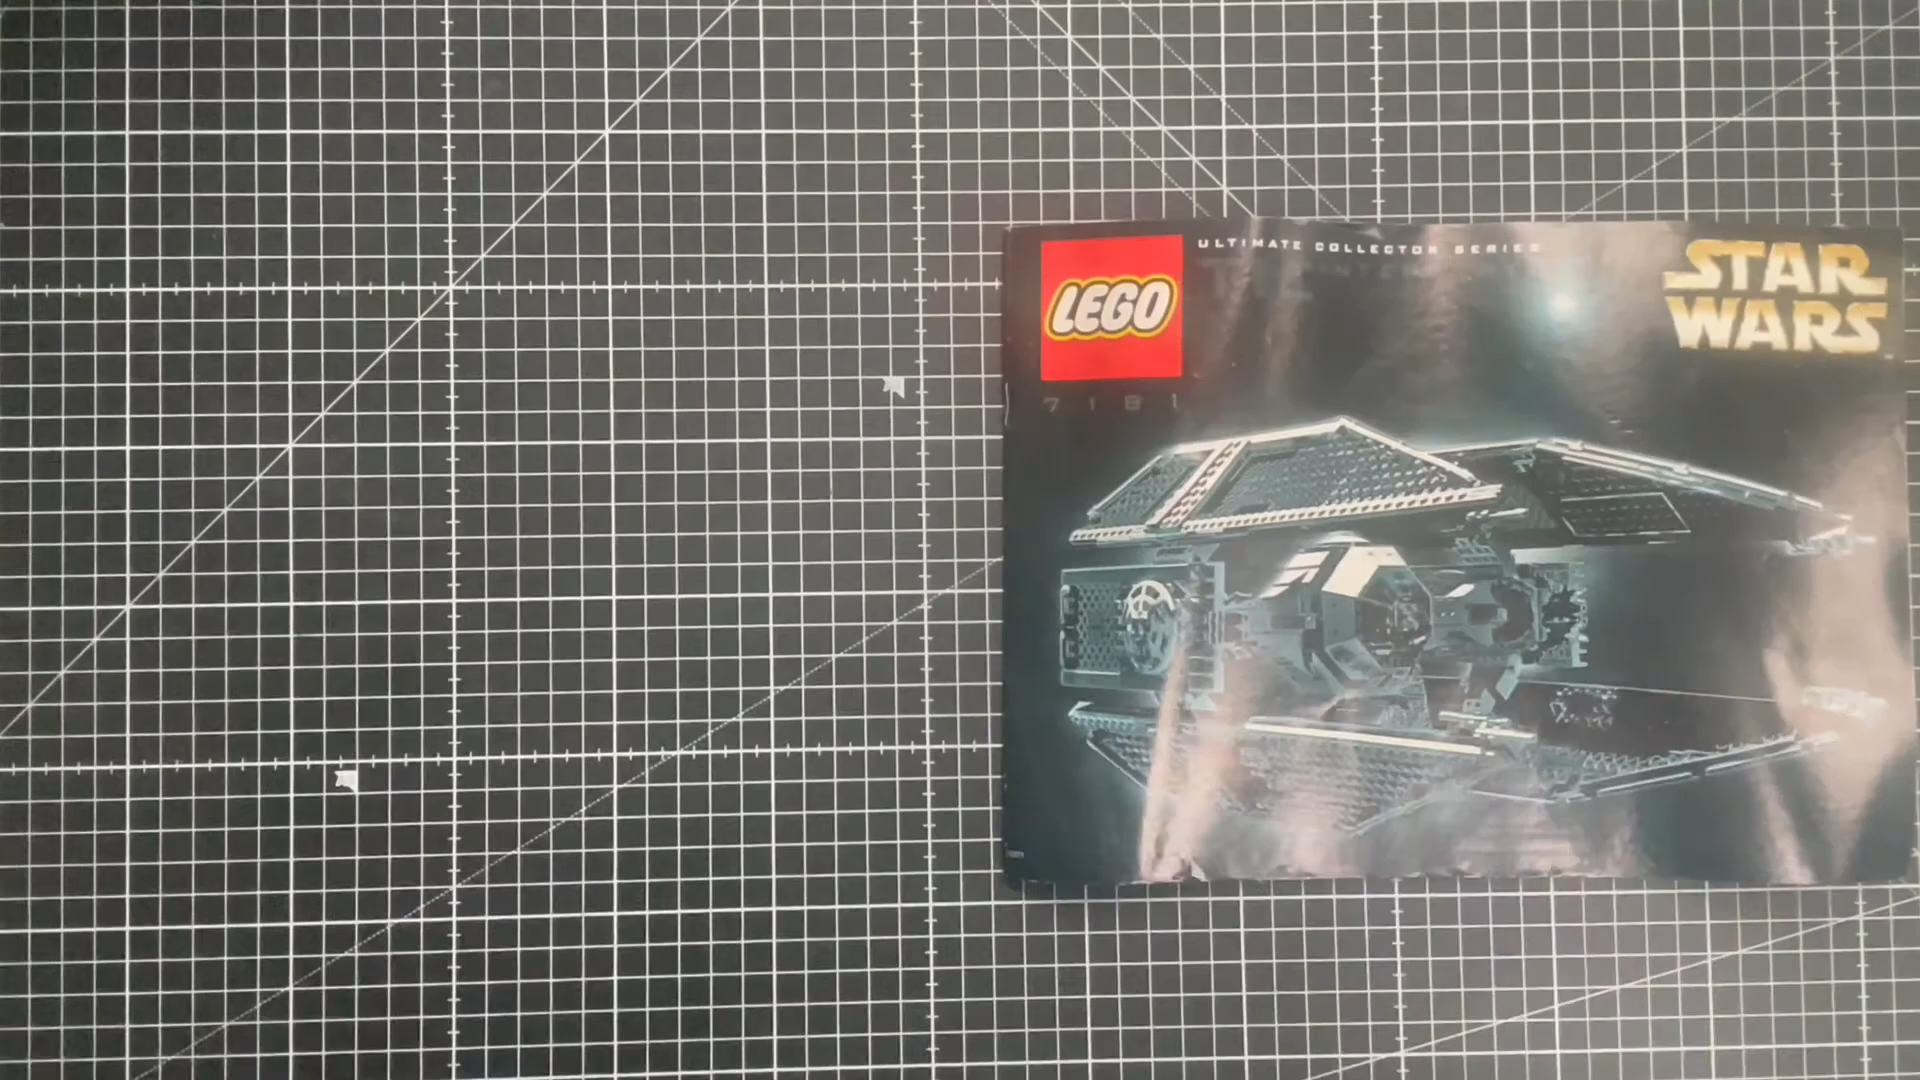 LEGO
ULTIMATE COLLECTOR SERIES
STAR
WARS
7181